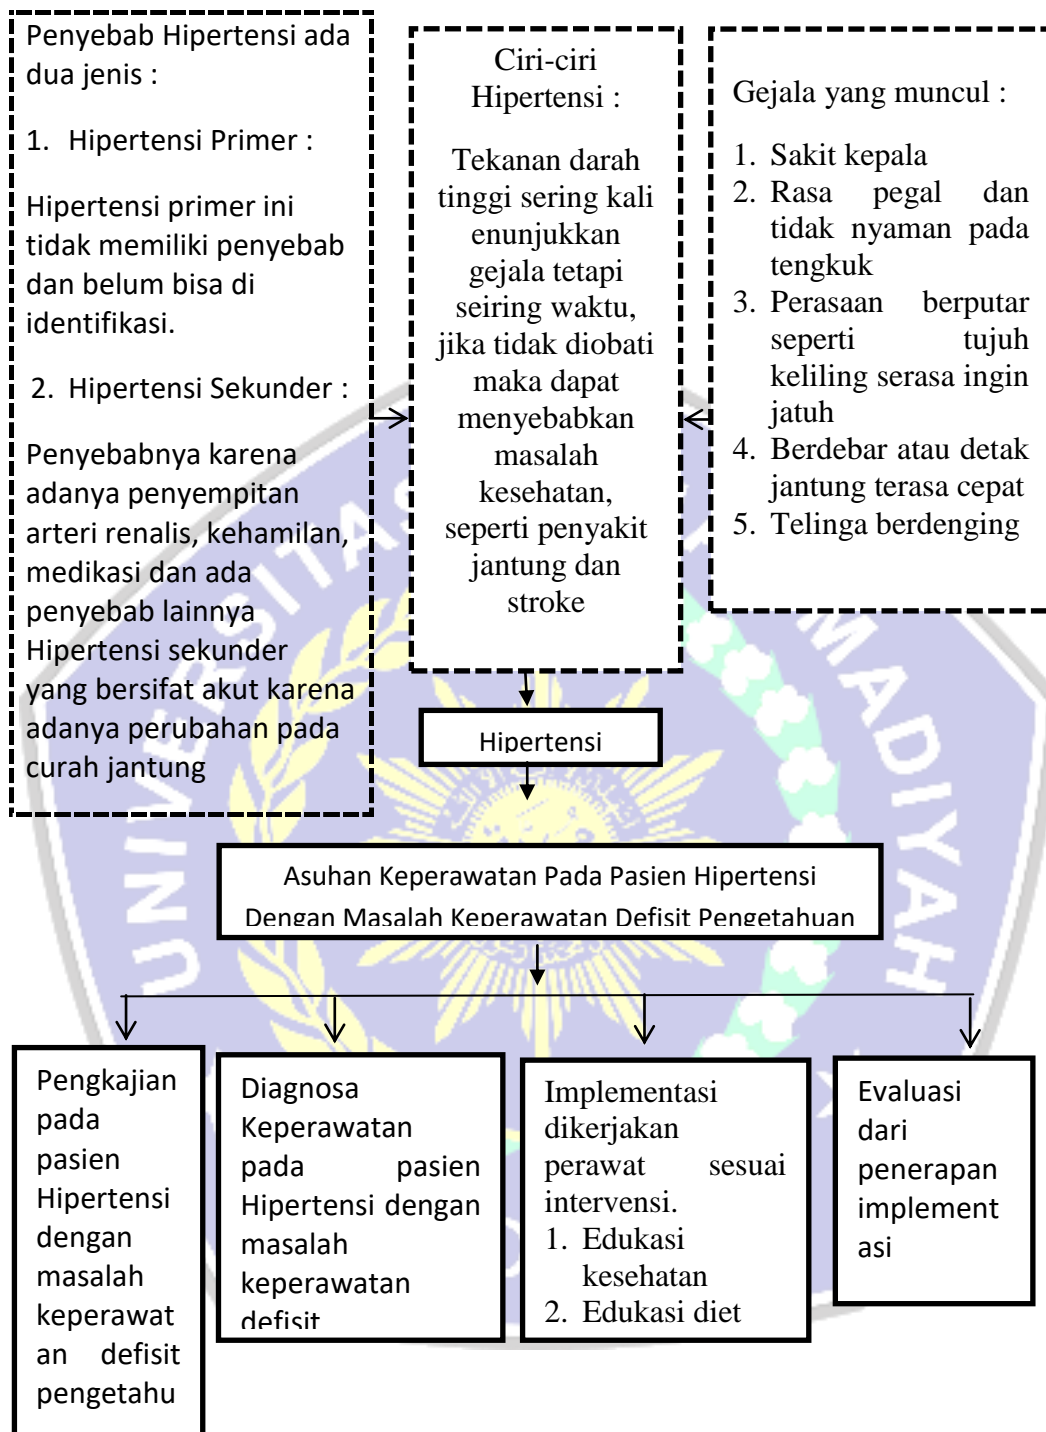 Penyebab Hipertensi ada
dua jenis :
1. Hipertensi Primer :
Hipertensi primer ini
tidak memiliki penyebab
dan belum bisa di
identifikasi.
2. Hipertensi Sekunder :
Penyebabnya karena
adanya penyempitan
arteri renalis, kehamilan,
medikasi dan ada
penyebab lainnya
Hipertensi sekunder
yang bersifat akut karena
adanya perubahan pada
curah jantung
Ciri-ciri
Hipertensi :
Tekanan darah
tinggi sering kali
enunjukkan
gejala tetapi
seiring waktu,
jika tidak diobati
maka dapat
menyebabkan
masalah
kesehatan,
seperti penyakit
jantung dan
stroke
Gejala yang muncul :
1. Sakit kepala
2. Rasa pegal dan
tidak nyaman pada
tengkuk
3. Perasaan berputar
seperti tujuh
keliling serasa ingin
jatuh
4. Berdebar atau detak
jantung terasa cepat
5. Telinga berdenging
Hipertensi
Asuhan Keperawatan Pada Pasien Hipertensi
Dengan Masalah Keperawatan Defisit Pengetahuan
Pengkajian
pada
pasien
Hipertensi
dengan
masalah
keperawat
an defisit
pengetahu
Diagnosa
Keperawatan
pada pasien
Hipertensi dengan
masalah
keperawatan
defisit
Implementasi
dikerjakan
perawat sesuai
intervensi.
1. Edukasi
kesehatan
2. Edukasi diet
Evaluasi
dari
penerapan
implement
asi
UNIVERSITAS